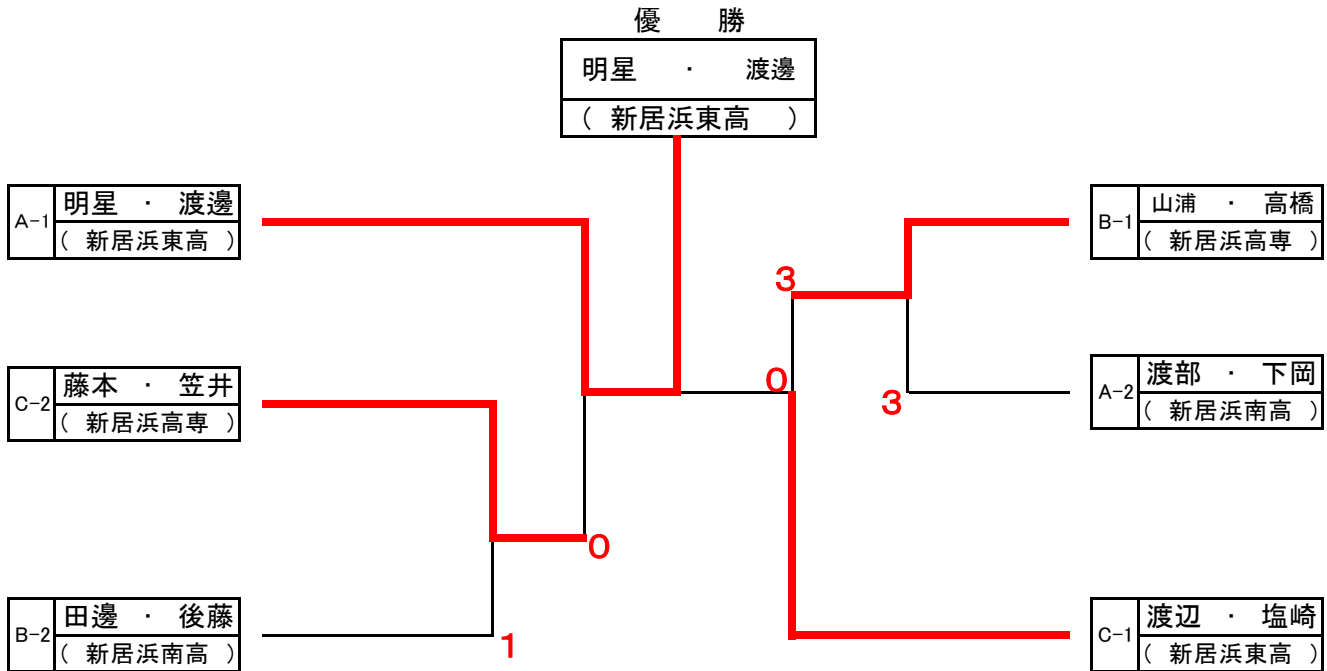 優 勝
明星 ・ 渡邊
( 新居浜東高 )
A-1 明星 ・ 渡邊
( 新居浜東高 )
B-1 山浦 ・ 高橋
( 新居浜高専 )
3
C-2 藤本 ・ 笠井
( 新居浜高専 )
0
3
A-2 渡部 ・ 下岡
( 新居浜南高 )
0
B-2 田邊 ・ 後藤
( 新居浜南高 )
1
C-1 渡辺 ・ 塩崎
( 新居浜東高 )